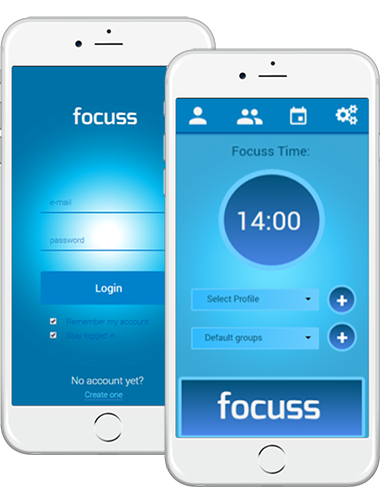 focuss
e-mail
password
Login
Remember my account
Stay logged in
No account yet?
Create one
Focuss Time:
14:00
Select Profile
Default groups
focuss